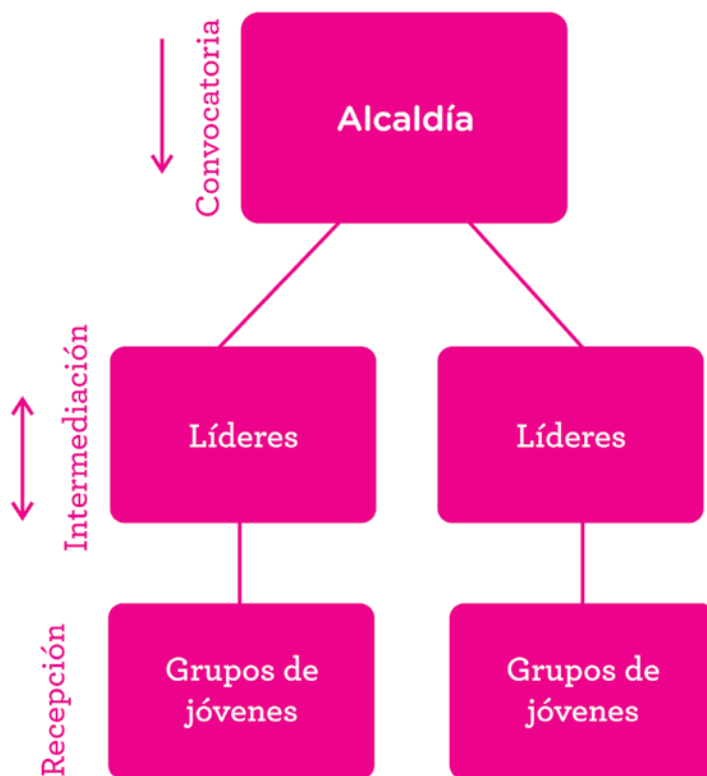 Convocatoria
Alcaldía
Intermediación
Líderes
Líderes
Recepción
Grupos de
jóvenes
Grupos de
jóvenes